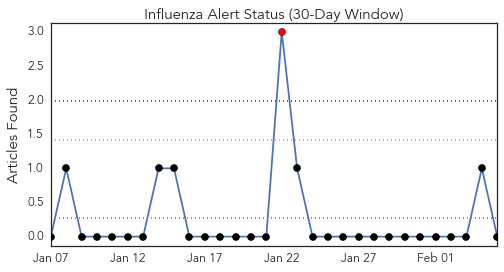 Influenza Alert Status (30-Day Window)
Articles Found
3.0
2.5
2.0
1.5
1.0
0.5
0.0
Jan 07 Jan 12 Jan 17 Jan 22 Jan 27 Feb 01